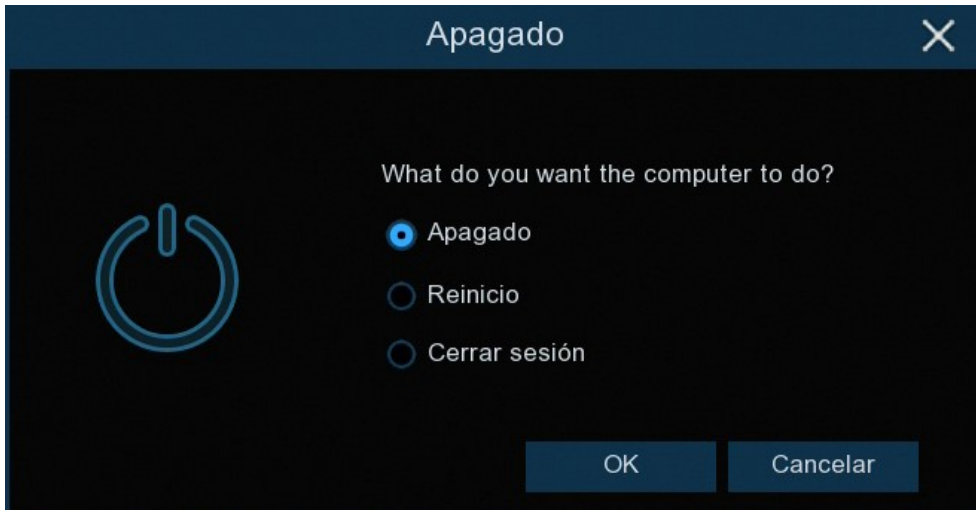 Apagado
What do you want the computer to do?
Apagado
Reinicio
Cerrar sesión
OK
Cancelar